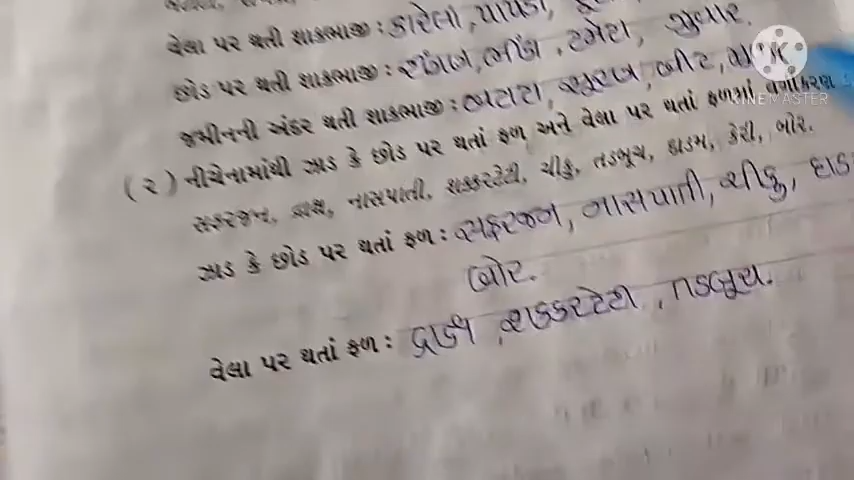 વેલા પર થતી શાકભાજી : કારેલા, પાપડી,
છોડ પર થતી શાકભાજી : રીંગણ, ભીંડા, ટમેટા, ગુવાર.
જમીનની અંદર થતી શાકભાજી : બટાટા, સૂરણ, બીટ,
(૨) નીચેનામાંથી ઝાડ કે છોડ પર થતાં ફળ અને વેલા પર થતાં ફળમાં વર્ગીકરણ
સફરજન, દ્રાક્ષ, નાસપાતી, શક્કરટેટી, ચીકુ, તડબૂચ, દાડમ, કેરી, બોર.
ઝાડ કે છોડ પર થતાં ફળ : સફરજન, નાસપાતી, ચીકુ, દાડ
બોર.
વેલા પર થતાં ફળ : દ્રાક્ષ, શક્કરટેટી, તડબૂચ.
KINEMASTER